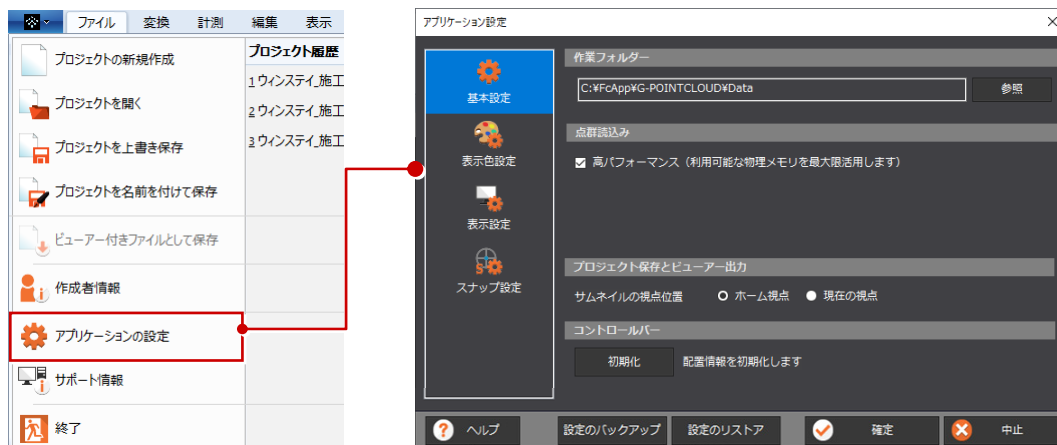 ファイル 変換 計測 編集 表示
プロジェクトの新規作成
プロジェクトを開く
プロジェクトを上書き保存
プロジェクトを名前を付けて保存
ビューアー付きファイルとして保存
作成者情報
アプリケーションの設定
サポート情報
終了
プロジェクト履歴
1 ウィンステイ_施工
2 ウィンステイ_施工
3 ウィンステイ_施工
アプリケーション設定
基本設定
表示色設定
表示設定
スナップ設定
作業フォルダー
C:¥FcApp¥G-POINTCLOUD¥Data 参照
点群読込み
高パフォーマンス（利用可能な物理メモリを最大限活用します）
プロジェクト保存とビューアー出力
サムネイルの視点位置 ホーム視点 現在の視点
コントロールバー
初期化 配置情報を初期化します
ヘルプ 設定のバックアップ 設定のリストア 確定 中止